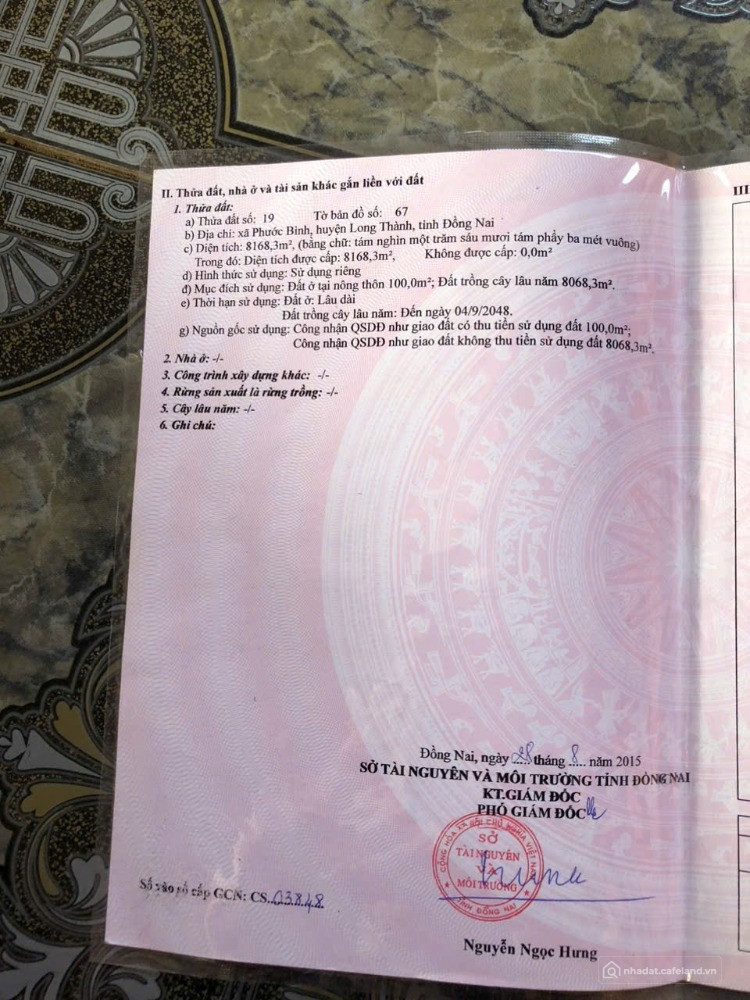 II. Thửa đất, nhà ở và tài sản khác gắn liền với đất
III
1. Thửa đất:
a) Thửa đất số: 19 Tờ bản đồ số: 67
b) Địa chỉ: xã Phước Bình, huyện Long Thành, tỉnh Đồng Nai
c) Diện tích: 8168,3m², (bằng chữ: tám nghìn một trăm sáu mươi tám phẩy ba mét vuông)
Trong đó: Diện tích được cấp: 8168,3m², Không được cấp: 0,0m²
d) Hình thức sử dụng: Sử dụng riêng
đ) Mục đích sử dụng: Đất ở tại nông thôn 100,0m²; Đất trồng cây lâu năm 8068,3m².
e) Thời hạn sử dụng: Đất ở: Lâu dài
Đất trồng cây lâu năm: Đến ngày 04/9/2048.
g) Nguồn gốc sử dụng: Công nhận QSDĐ như giao đất có thu tiền sử dụng đất 100,0m²;
Công nhận QSDĐ như giao đất không thu tiền sử dụng đất 8068,3m².
2. Nhà ở: -/-
3. Công trình xây dựng khác: -/-
4. Rừng sản xuất là rừng trồng: -/-
5. Cây lâu năm: -/-
6. Ghi chú:
Đồng Nai, ngày 28 tháng 8 năm 2015
SỞ TÀI NGUYÊN VÀ MÔI TRƯỜNG TỈNH ĐỒNG NAI
KT.GIÁM ĐỐC
PHÓ GIÁM ĐỐC
CỘNG HÒA XÃ HỘI CHỦ NGHĨA VIỆT NAM
SỞ
TÀI NGUYÊN
VÀ
MÔI TRƯỜNG
TỈNH ĐỒNG NAI
Số vào sổ cấp GCN: CS.03848
Nguyễn Ngọc Hưng
nhadat.cafeland.vn